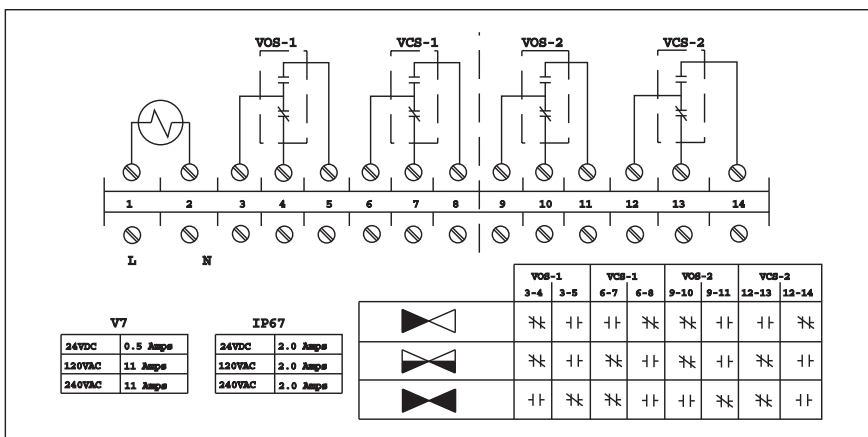 VOS-1 VCS-1 VOS-2 VCS-2
1 2 3 4 5 6 7 8 9 10 11 12 13 14
L N
VOS-1 VCS-1 VOS-2 VCS-2
3-4 3-5 6-7 6-8 9-10 9-11 12-13 12-14
V7
24VDC 0.5 Amps
120VAC 11 Amps
240VAC 11 Amps
IP67
24VDC 2.0 Amps
120VAC 2.0 Amps
240VAC 2.0 Amps